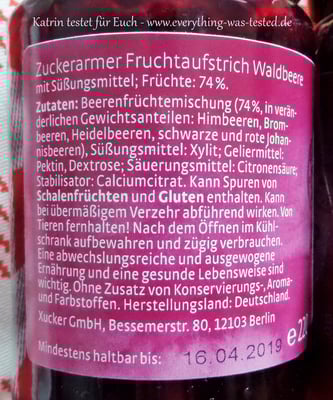 Katrin testet für Euch - www.everything-was-tested.de
Zuckerarmer Fruchtaufstrich Waldbeere
mit Süßungsmittel; Früchte: 74%.
Zutaten: Beerenfrüchtemischung (74%, in verän-
derlichen Gewichtsanteilen: Himbeeren, Brom-
beeren, Heidelbeeren, schwarze und rote Johan-
nisbeeren), Süßungsmittel: Xylit; Geliermittel:
Pektin, Dextrose; Säuerungsmittel: Citronensäure;
Stabilisator: Calciumcitrat. Kann Spuren von
Schalenfrüchten und Gluten enthalten. Kann
bei übermäßigem Verzehr abführend wirken. Von
Tieren fernhalten! Nach dem Öffnen im Kühl-
schrank aufbewahren und zügig verbrauchen.
Eine abwechslungsreiche und ausgewogene
Ernährung und eine gesunde Lebensweise sind
wichtig. Ohne Zusatz von Konservierungs-, Aroma-
und Farbstoffen. Herstellungsland: Deutschland.
Xucker GmbH, Bessemerstr. 80, 12103 Berlin
Mindestens haltbar bis: 16.04.2019 e 22